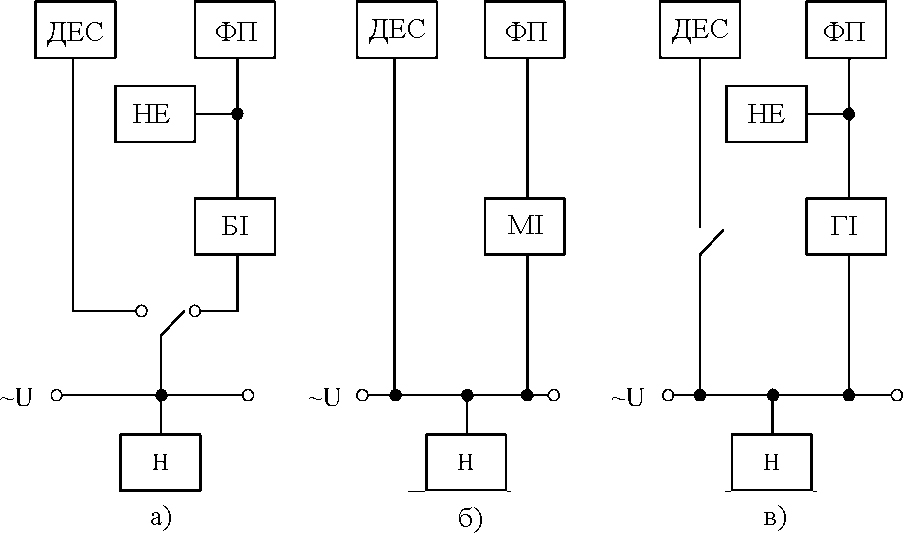 ДЕС ФП ДЕС ФП ДЕС ФП
НЕ НЕ
БІ МІ ГІ
~U ~U ~U
Н Н Н
а) б) в)